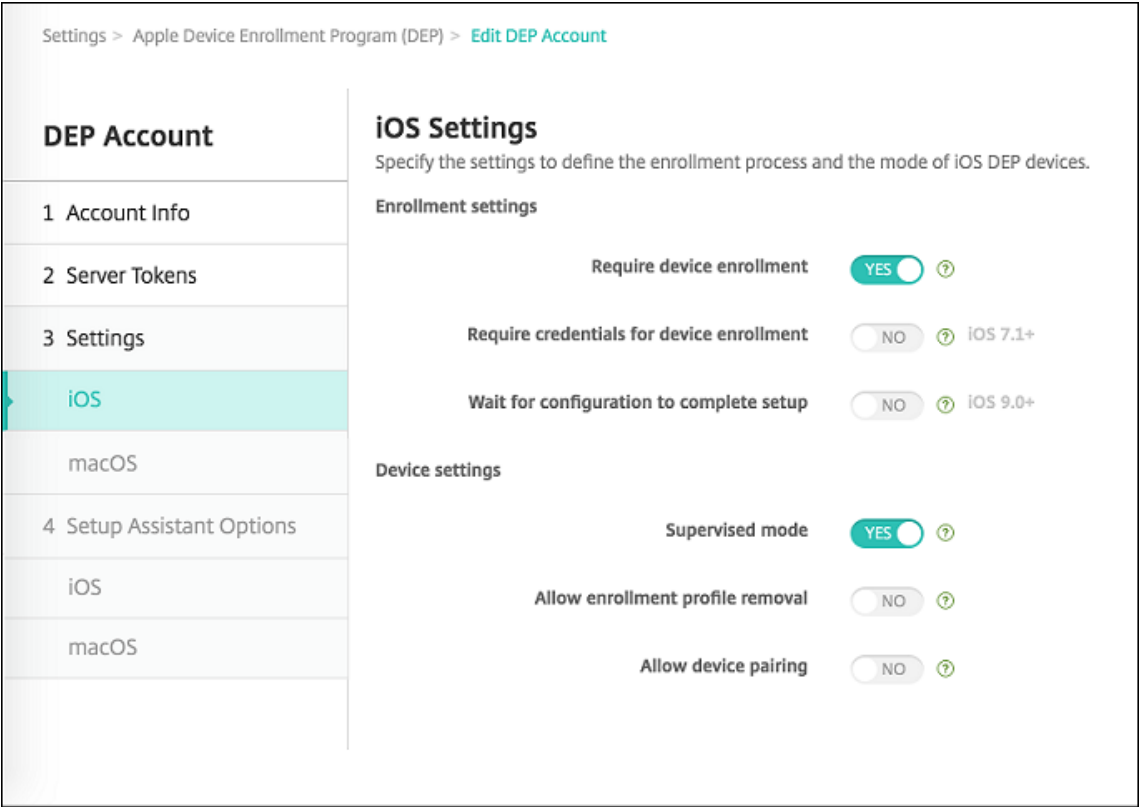 Settings > Apple Device Enrollment Program (DEP) > Edit DEP Account
DEP Account
1 Account Info
2 Server Tokens
3 Settings
iOS
macOS
4 Setup Assistant Options
iOS
macOS
iOS Settings
Specify the settings to define the enrollment process and the mode of iOS DEP devices.
Enrollment settings
Require device enrollment YES ?
Require credentials for device enrollment NO ? iOS 7.1+
Wait for configuration to complete setup NO ? iOS 9.0+
Device settings
Supervised mode YES ?
Allow enrollment profile removal NO ?
Allow device pairing NO ?